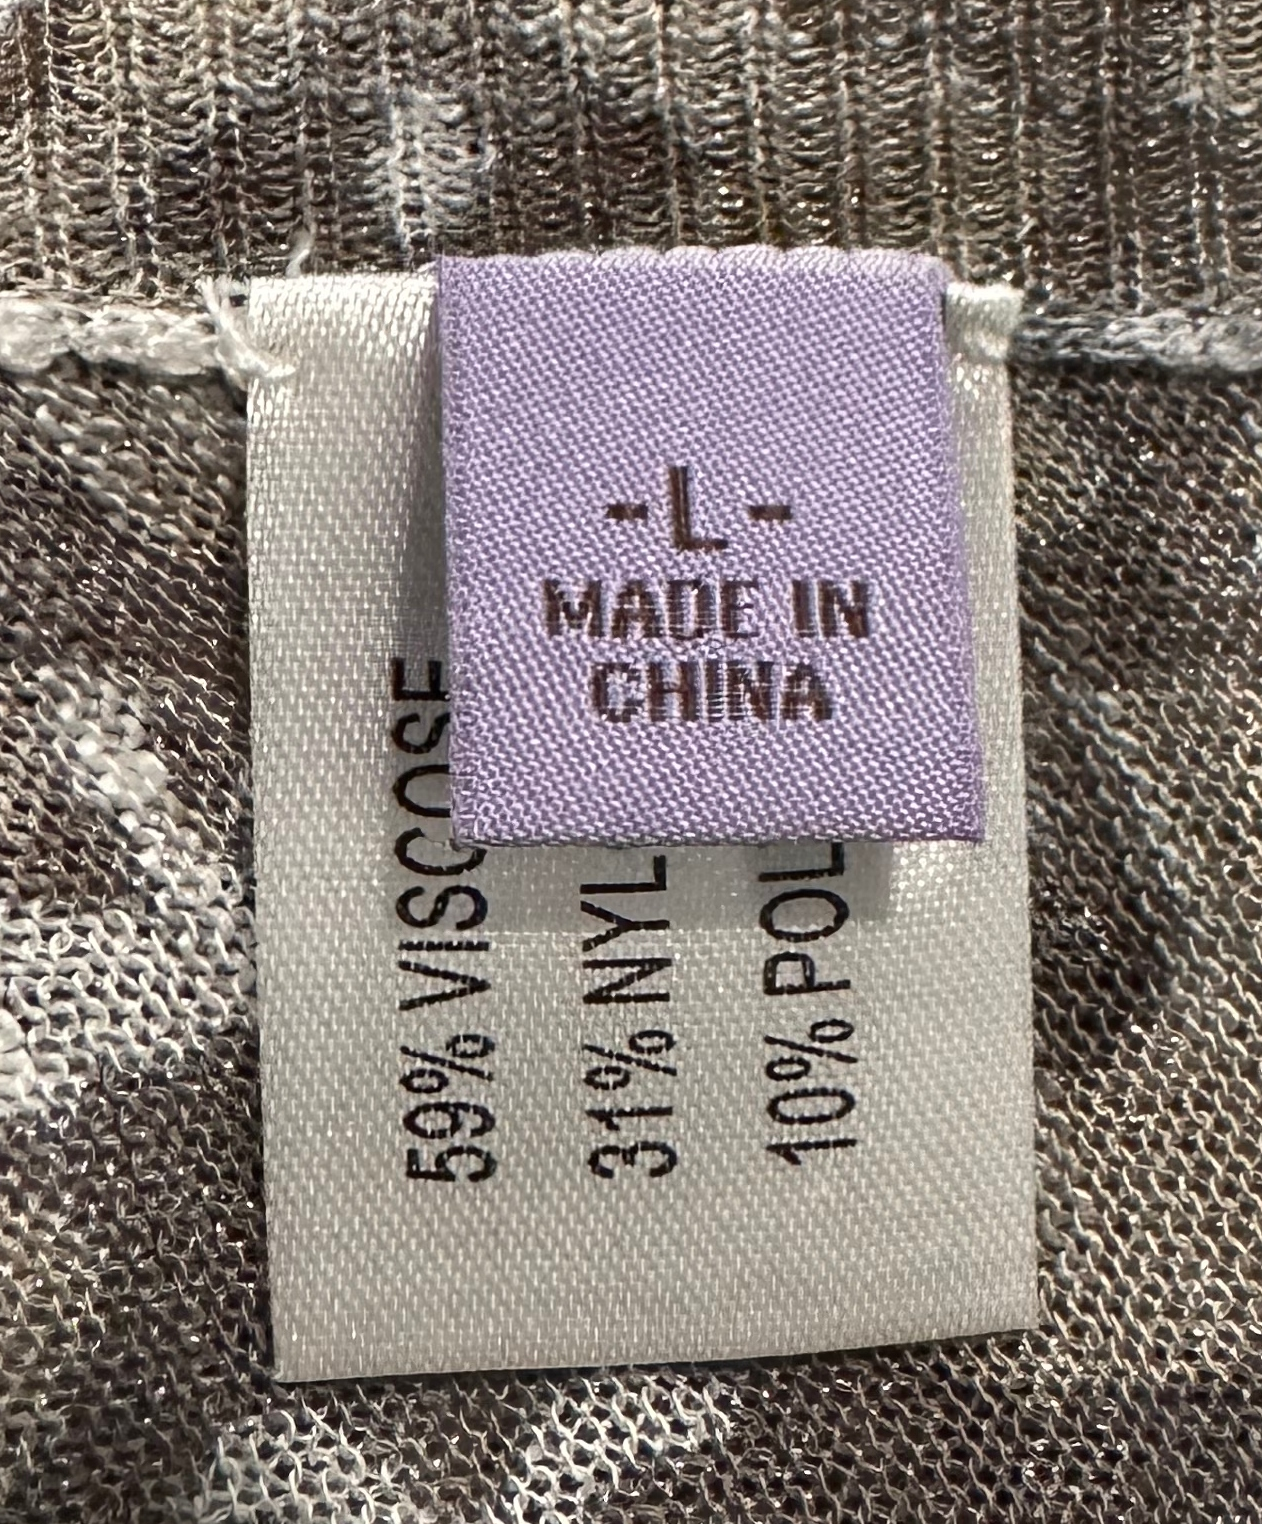 -L-
MADE IN
CHINA
59% VISCOSE
31% NYL
10% POL